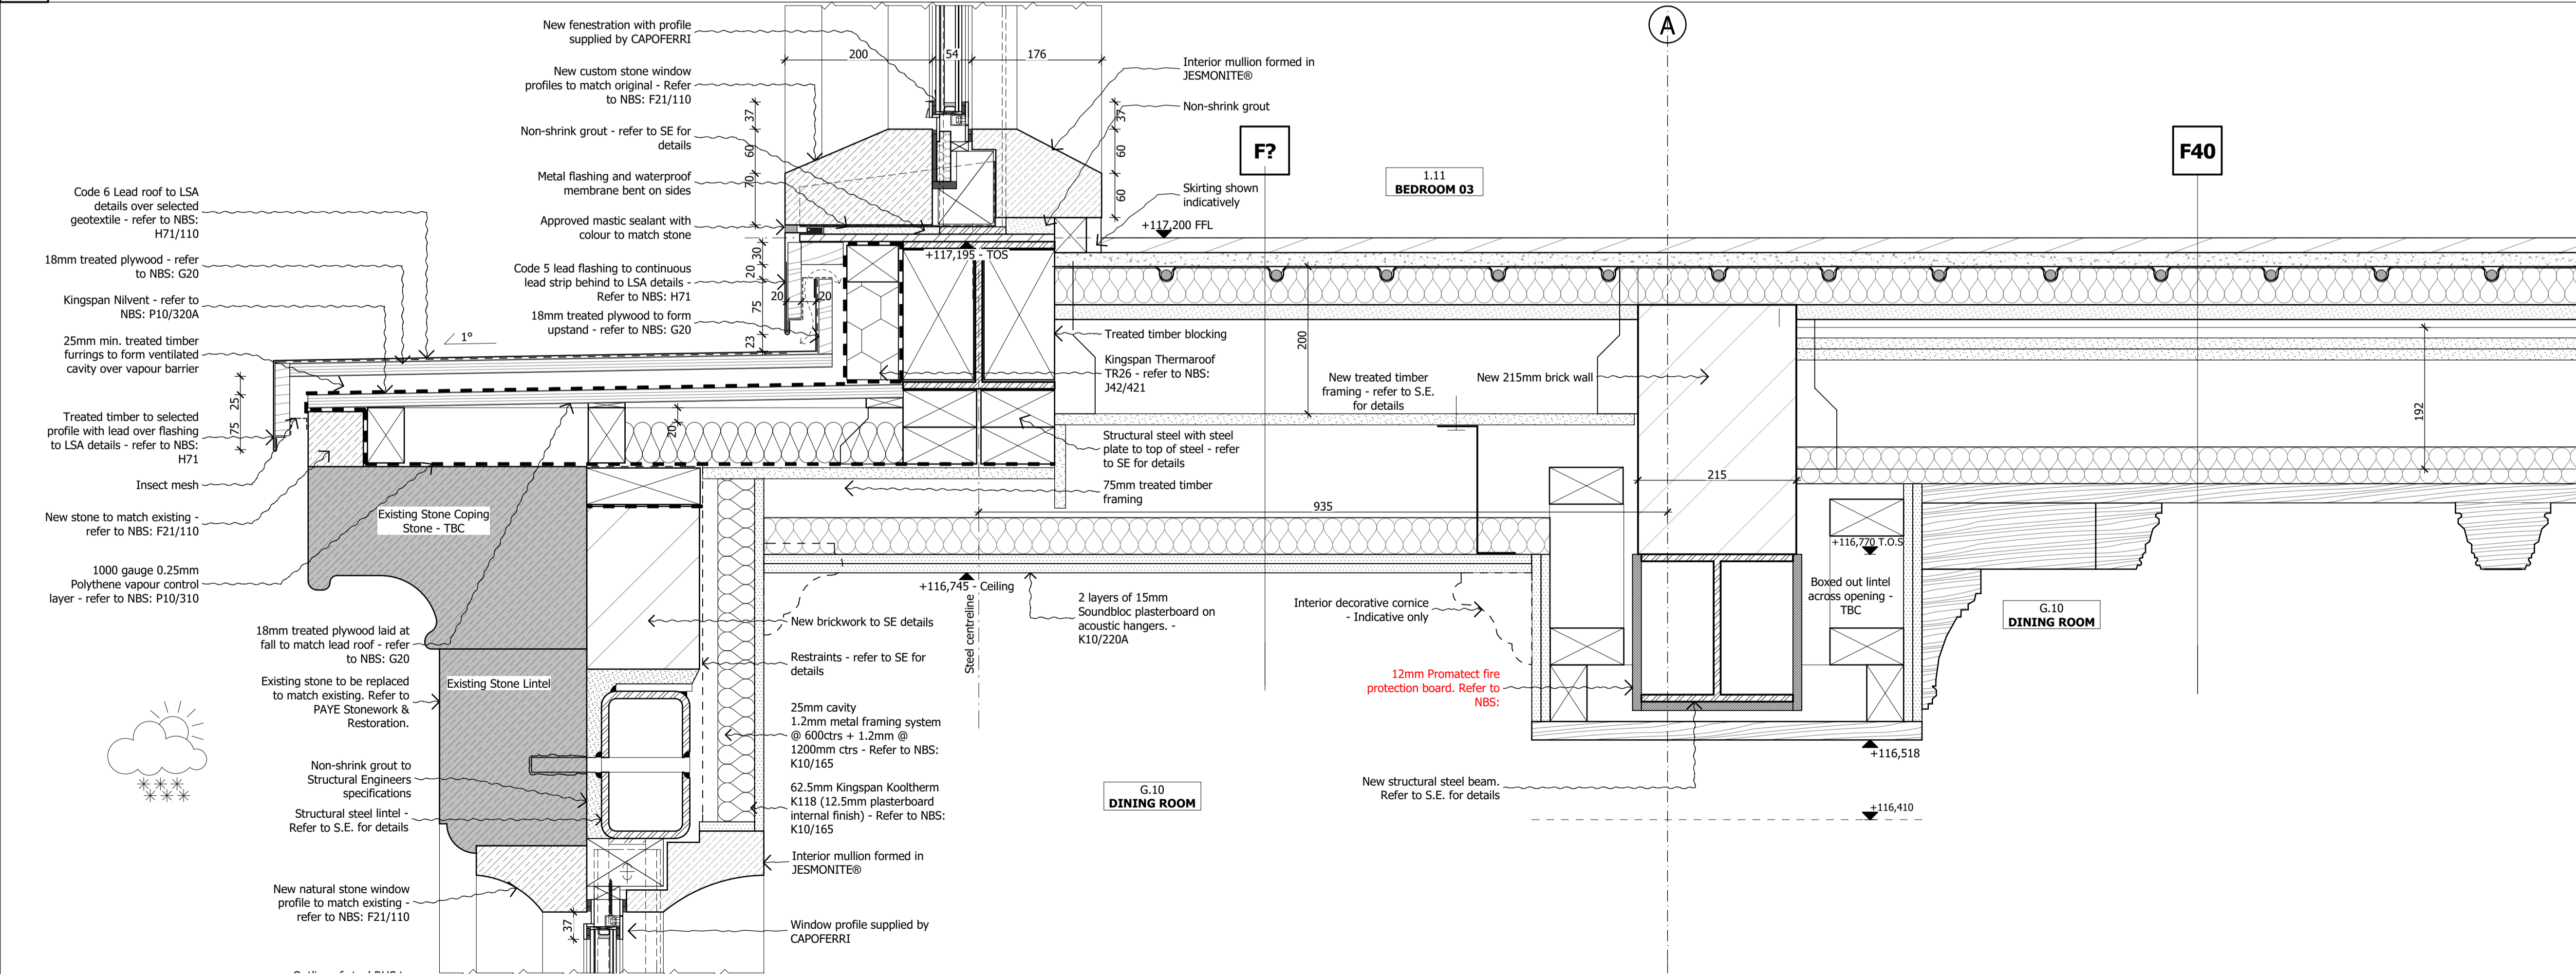 New fenestration with profile
supplied by CAPOFERRI
New custom stone window
profiles to match original - Refer
to NBS: F21/110
Non-shrink grout - refer to SE for
details
Metal flashing and waterproof
membrane bent on sides
Approved mastic sealant with
colour to match stone
Code 5 lead flashing to continuous
lead strip behind to LSA details -
Refer to NBS: H71
18mm treated plywood to form
upstand - refer to NBS: G20
Code 6 Lead roof to LSA
details over selected
geotextile - refer to NBS:
H71/110
18mm treated plywood - refer
to NBS: G20
Kingspan Nilvent - refer to
NBS: P10/320A
25mm min. treated timber
furrings to form ventilated
cavity over vapour barrier
Treated timber to selected
profile with lead over flashing
to LSA details - refer to NBS:
H71
Insect mesh
New stone to match existing -
refer to NBS: F21/110
1000 gauge 0.25mm
Polythene vapour control
layer - refer to NBS: P10/310
18mm treated plywood laid at
fall to match lead roof - refer
to NBS: G20
Existing stone to be replaced
to match existing. Refer to
PAYE Stonework &
Restoration.
Non-shrink grout to
Structural Engineers
specifications
Structural steel lintel -
Refer to S.E. for details
New natural stone window
profile to match existing -
refer to NBS: F21/110
1°
25
75
20
Existing Stone Coping
Stone - TBC
Existing Stone Lintel
37
200
54
176
37
60
70
30
20
75
23
20
20
37
60
60
Interior mullion formed in
JESMONITE®
Non-shrink grout
Skirting shown
indicatively
+117,200 FFL
+117,195 - TOS
Treated timber blocking
Kingspan Thermaroof
TR26 - refer to NBS:
J42/421
Structural steel with steel
plate to top of steel - refer
to SE for details
75mm treated timber
framing
935
+116,745 - Ceiling
Steel centreline
2 layers of 15mm
Soundbloc plasterboard on
acoustic hangers. -
K10/220A
New brickwork to SE details
Restraints - refer to SE for
details
25mm cavity
1.2mm metal framing system
@ 600ctrs + 1.2mm @
1200mm ctrs - Refer to NBS:
K10/165
62.5mm Kingspan Kooltherm
K118 (12.5mm plasterboard
internal finish) - Refer to NBS:
K10/165
Interior mullion formed in
JESMONITE®
Window profile supplied by
CAPOFERRI
G.10
DINING ROOM
F?
1.11
BEDROOM 03
A
F40
200
New treated timber
framing - refer to S.E.
for details
New 215mm brick wall
215
192
Interior decorative cornice
- Indicative only
12mm Promatect fire
protection board. Refer to
NBS:
New structural steel beam.
Refer to S.E. for details
+116,770 T.O.S
Boxed out lintel
across opening -
TBC
+116,518
+116,410
G.10
DINING ROOM